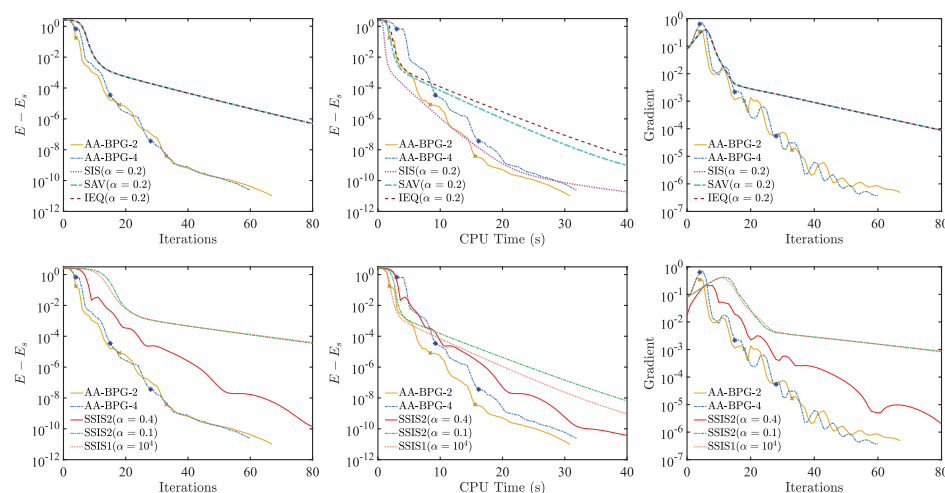 10^0
10^-2
10^-4
10^-6
10^-8
10^-10
10^-12
E − E_s
AA-BPG-2
AA-BPG-4
SIS(α = 0.2)
SAV(α = 0.2)
IEQ(α = 0.2)
0 20 40 60 80
Iterations
10^0
10^-2
10^-4
10^-6
10^-8
10^-10
10^-12
E − E_s
AA-BPG-2
AA-BPG-4
SIS(α = 0.2)
SAV(α = 0.2)
IEQ(α = 0.2)
0 10 20 30 40
CPU Time (s)
10^1
10^0
10^-1
10^-2
10^-3
10^-4
10^-5
10^-6
10^-7
Gradient
AA-BPG-2
AA-BPG-4
SIS(α = 0.2)
SAV(α = 0.2)
IEQ(α = 0.2)
0 20 40 60 80
Iterations
10^0
10^-2
10^-4
10^-6
10^-8
10^-10
10^-12
E − E_s
AA-BPG-2
AA-BPG-4
SSIS2(α = 0.4)
SSIS2(α = 0.1)
SSIS1(α = 10^4)
0 20 40 60 80
Iterations
10^0
10^-2
10^-4
10^-6
10^-8
10^-10
10^-12
E − E_s
AA-BPG-2
AA-BPG-4
SSIS2(α = 0.4)
SSIS2(α = 0.1)
SSIS1(α = 10^4)
0 10 20 30 40
CPU Time (s)
10^0
10^-2
10^-4
10^-6
10^-7
Gradient
AA-BPG-2
AA-BPG-4
SSIS2(α = 0.4)
SSIS2(α = 0.1)
SSIS1(α = 10^4)
0 20 40 60 80
Iterations